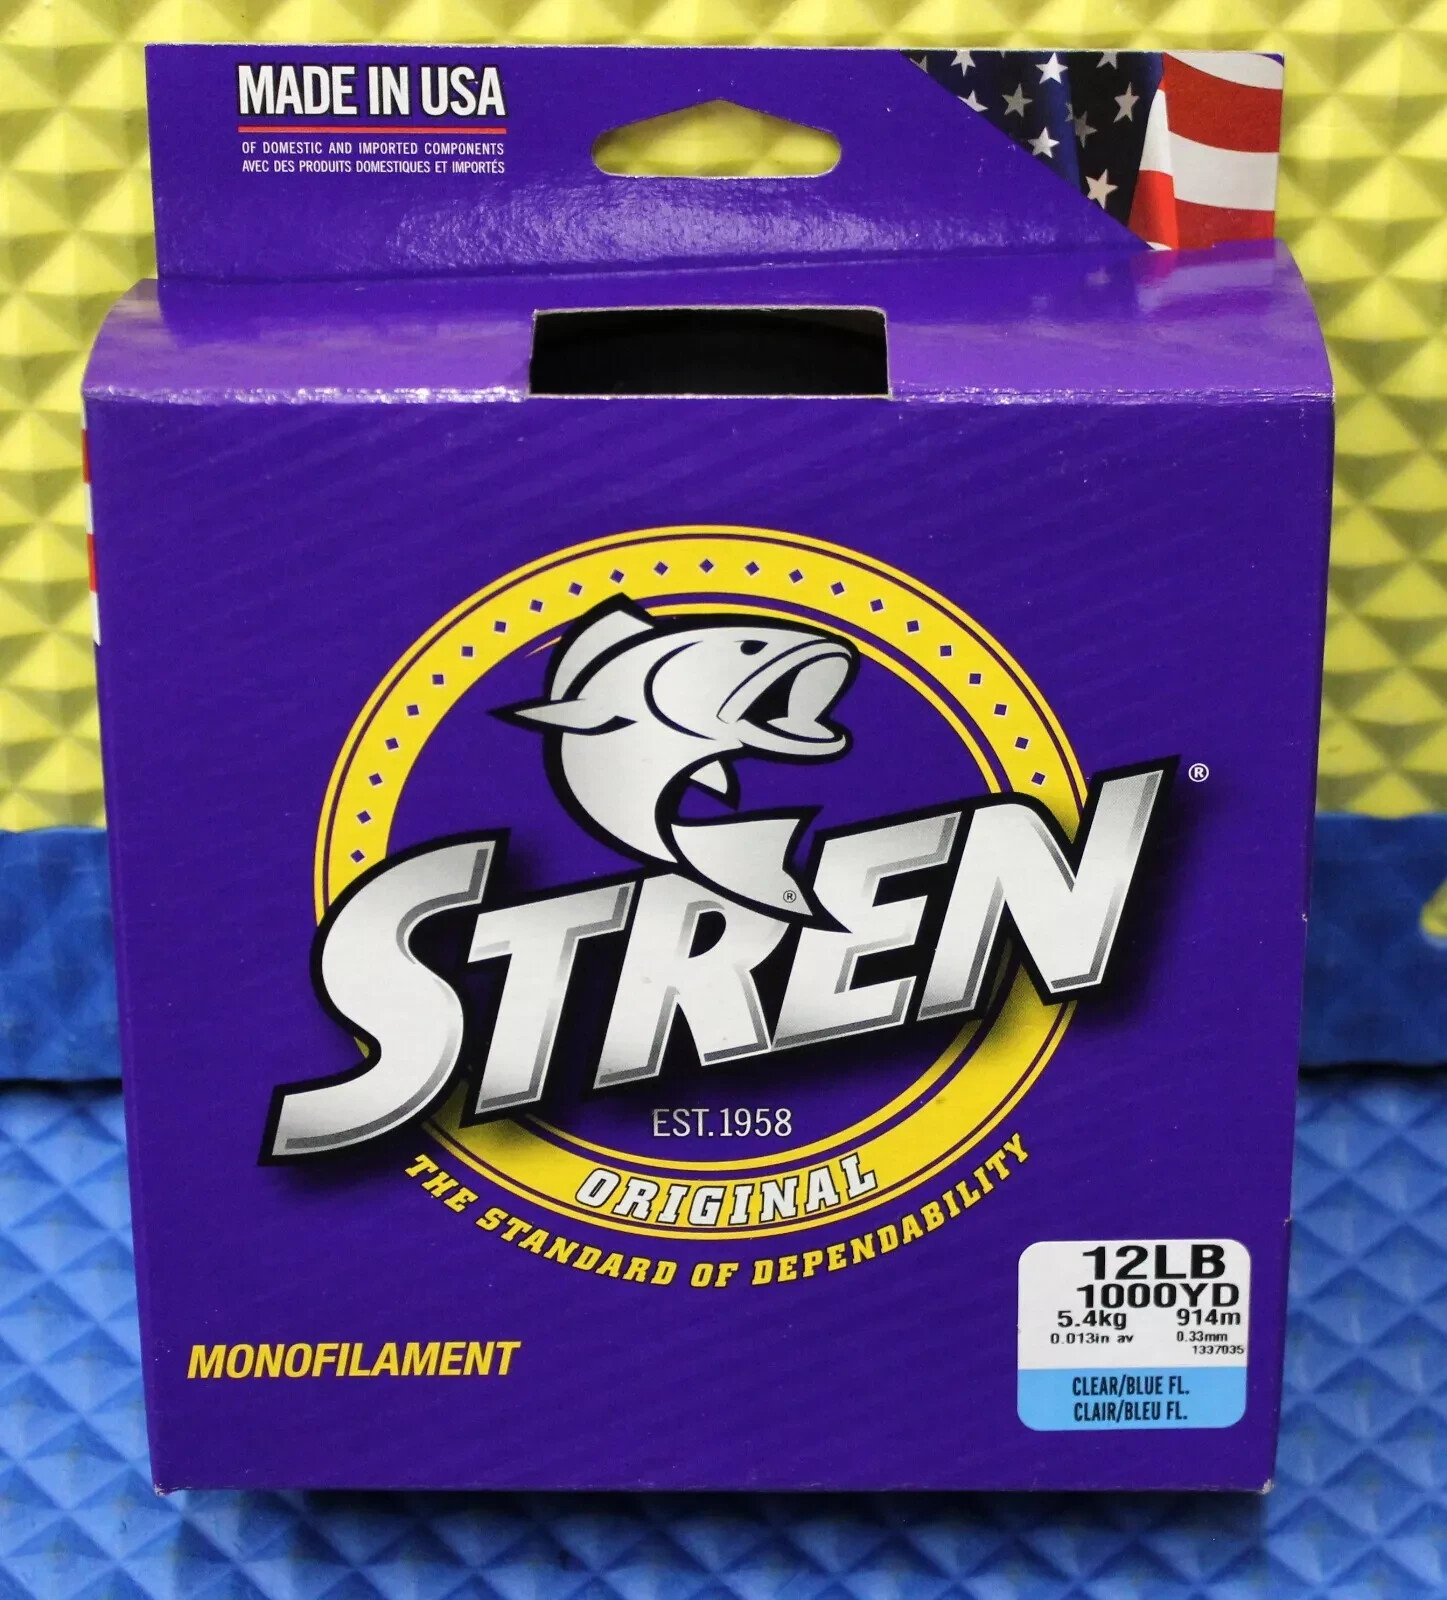 MADE IN USA
OF DOMESTIC AND IMPORTED COMPONENTS
AVEC DES PRODUITS DOMESTIQUES ET IMPORTÉS
STREN®
®
EST.1958
ORIGINAL
THE STANDARD OF DEPENDABILITY
MONOFILAMENT
12LB
1000YD
5.4kg 914m
0.013in av 0.33mm
1337035
CLEAR/BLUE FL.
CLAIR/BLEU FL.